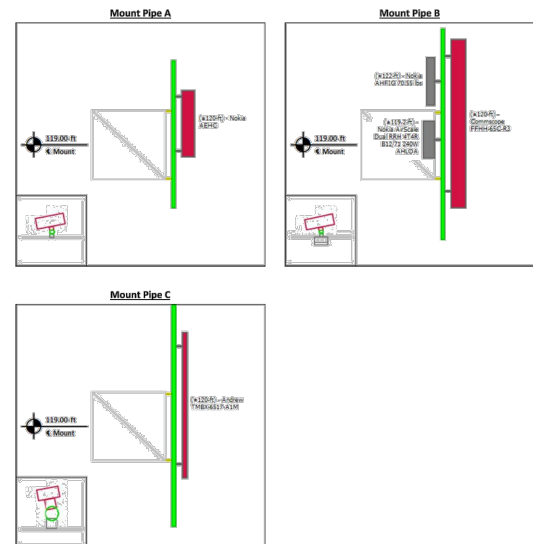 Mount Pipe A
(±120-ft) – Nokia
AEHC
119.00-ft
℄ Mount
Mount Pipe B
(±122-ft) – Nokia
AHFIG 70.55 lbs
(±119.2-ft) –
Nokia AirScale
Dual RRH 4T4R
B12/71 240W
AHLOA
(±120-ft) –
Commscope
FFHH-65C-R3
119.00-ft
℄ Mount
Mount Pipe C
(±120-ft) – Andrew
TMBX-6517-A1M
119.00-ft
℄ Mount